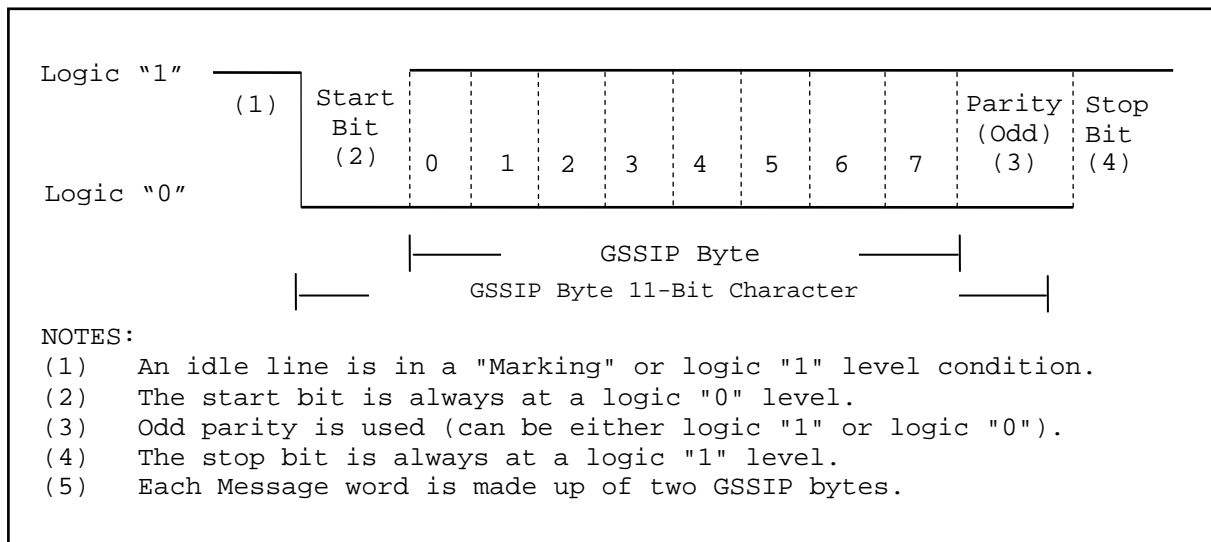 Logic “1”
(1)
Start
Bit
(2)
0 1 2 3 4 5 6 7
Parity
(Odd)
(3)
Stop
Bit
(4)
Logic “0”
GSSIP Byte
GSSIP Byte 11-Bit Character
NOTES:
(1) An idle line is in a "Marking" or logic "1" level condition.
(2) The start bit is always at a logic "0" level.
(3) Odd parity is used (can be either logic "1" or logic "0").
(4) The stop bit is always at a logic "1" level.
(5) Each Message word is made up of two GSSIP bytes.